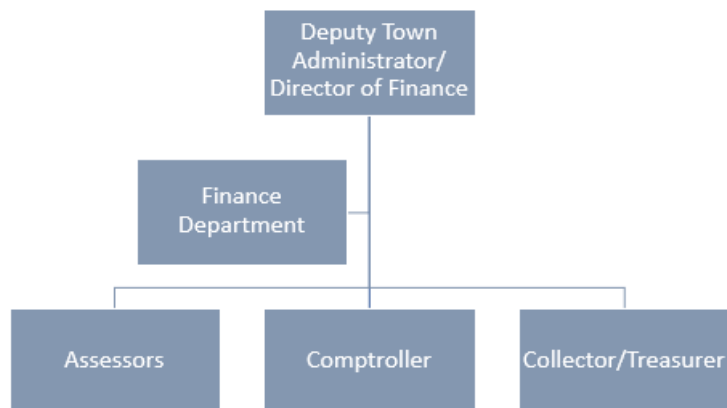 Deputy Town
Administrator/
Director of Finance
Finance
Department
Assessors
Comptroller
Collector/Treasurer